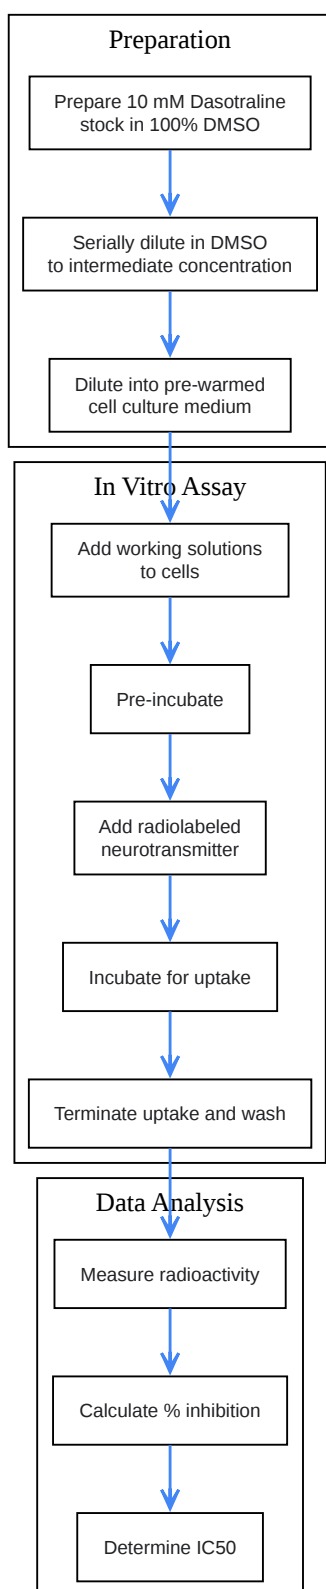 Preparation
Prepare 10 mM Dasotraline
stock in 100% DMSO
Serially dilute in DMSO
to intermediate concentration
Dilute into pre-warmed
cell culture medium
In Vitro Assay
Add working solutions
to cells
Pre-incubate
Add radiolabeled
neurotransmitter
Incubate for uptake
Terminate uptake and wash
Data Analysis
Measure radioactivity
Calculate % inhibition
Determine IC50